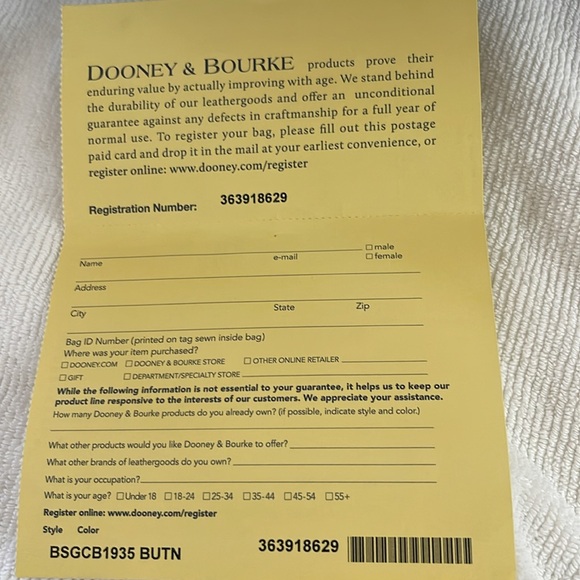 DOONEY & BOURKE products prove their
enduring value by actually improving with age. We stand behind
the durability of our leathergoods and offer an unconditional
guarantee against any defects in craftmanship for a full year of
normal use. To register your bag, please fill out this postage
paid card and drop it in the mail at your earliest convenience, or
register online: www.dooney.com/register
Registration Number: 363918629
☐ male
Name e-mail ☐ female
Address
City State Zip
Bag ID Number (printed on tag sewn inside bag)
Where was your item purchased?
☐ DOONEY.COM ☐ DOONEY & BOURKE STORE ☐ OTHER ONLINE RETAILER
☐ GIFT ☐ DEPARTMENT/SPECIALTY STORE
While the following information is not essential to your guarantee, it helps us to keep our
product line responsive to the interests of our customers. We appreciate your assistance.
How many Dooney & Bourke products do you already own? (if possible, indicate style and color.)
What other products would you like Dooney & Bourke to offer?
What other brands of leathergoods do you own?
What is your occupation?
What is your age? ☐ Under 18 ☐ 18-24 ☐ 25-34 ☐ 35-44 ☐ 45-54 ☐ 55+
Register online: www.dooney.com/register
Style Color
BSGCB1935 BUTN 363918629